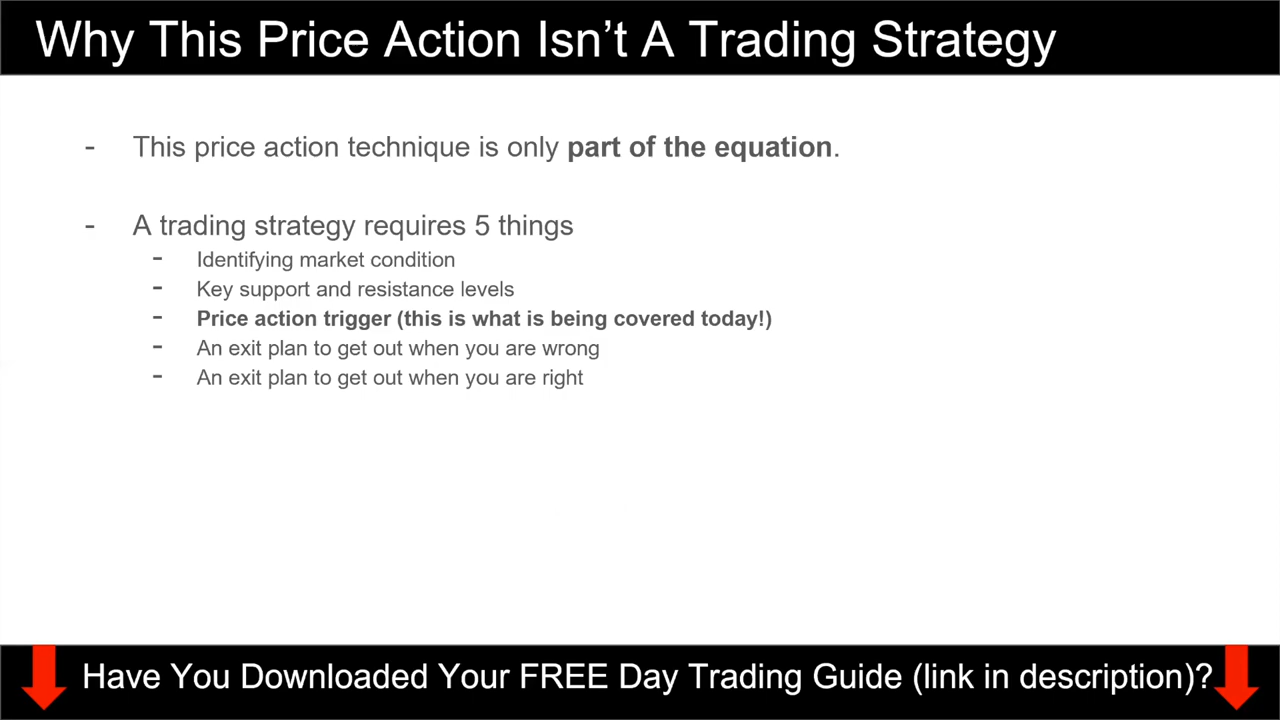 Why This Price Action Isn’t A Trading Strategy
- This price action technique is only part of the equation.
- A trading strategy requires 5 things
- Identifying market condition
- Key support and resistance levels
- Price action trigger (this is what is being covered today!)
- An exit plan to get out when you are wrong
- An exit plan to get out when you are right
Have You Downloaded Your FREE Day Trading Guide (link in description)?